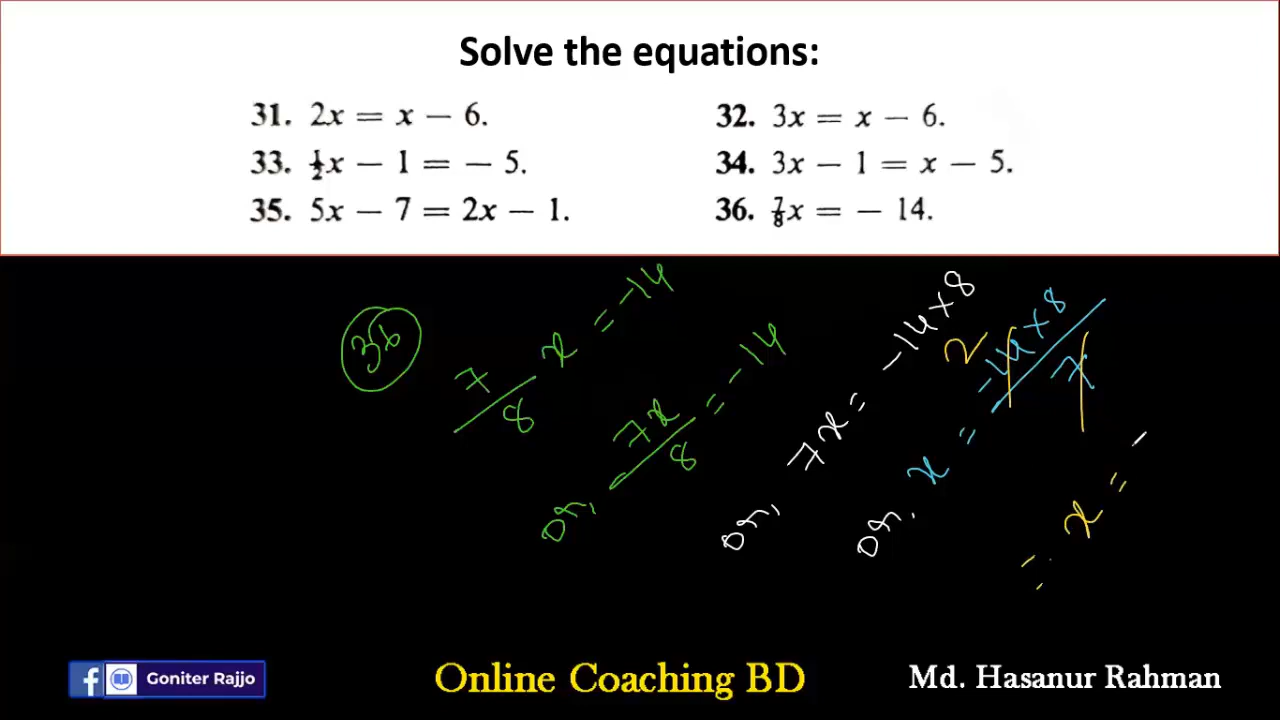 Solve the equations:
31. 2x = x − 6.
32. 3x = x − 6.
33. ½x − 1 = − 5.
34. 3x − 1 = x − 5.
35. 5x − 7 = 2x − 1.
36. ⅞x = − 14.
36
7/8 x = -14
or, 7x/8 = -14
or, 7x = -14×8
or, x = -14×8/7
2
= x = -
Goniter Rajjo
Online Coaching BD
Md. Hasanur Rahman